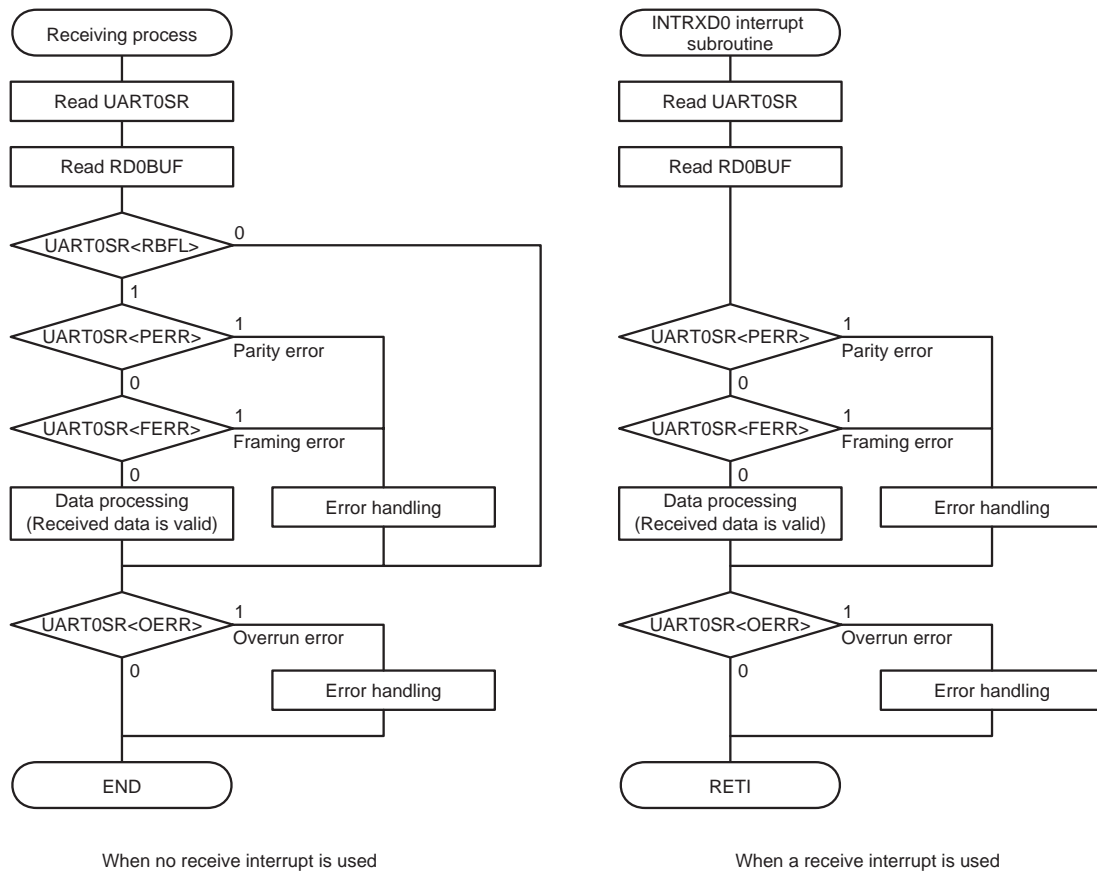 Receiving process
Read UART0SR
Read RD0BUF
UART0SR<RBFL>
0
1
UART0SR<PERR>
1
Parity error
0
UART0SR<FERR>
1
Framing error
0
Data processing
(Received data is valid)
Error handling
UART0SR<OERR>
1
Overrun error
0
Error handling
END
When no receive interrupt is used
INTRXD0 interrupt
subroutine
Read UART0SR
Read RD0BUF
UART0SR<PERR>
1
Parity error
0
UART0SR<FERR>
1
Framing error
0
Data processing
(Received data is valid)
Error handling
UART0SR<OERR>
1
Overrun error
0
Error handling
RETI
When a receive interrupt is used